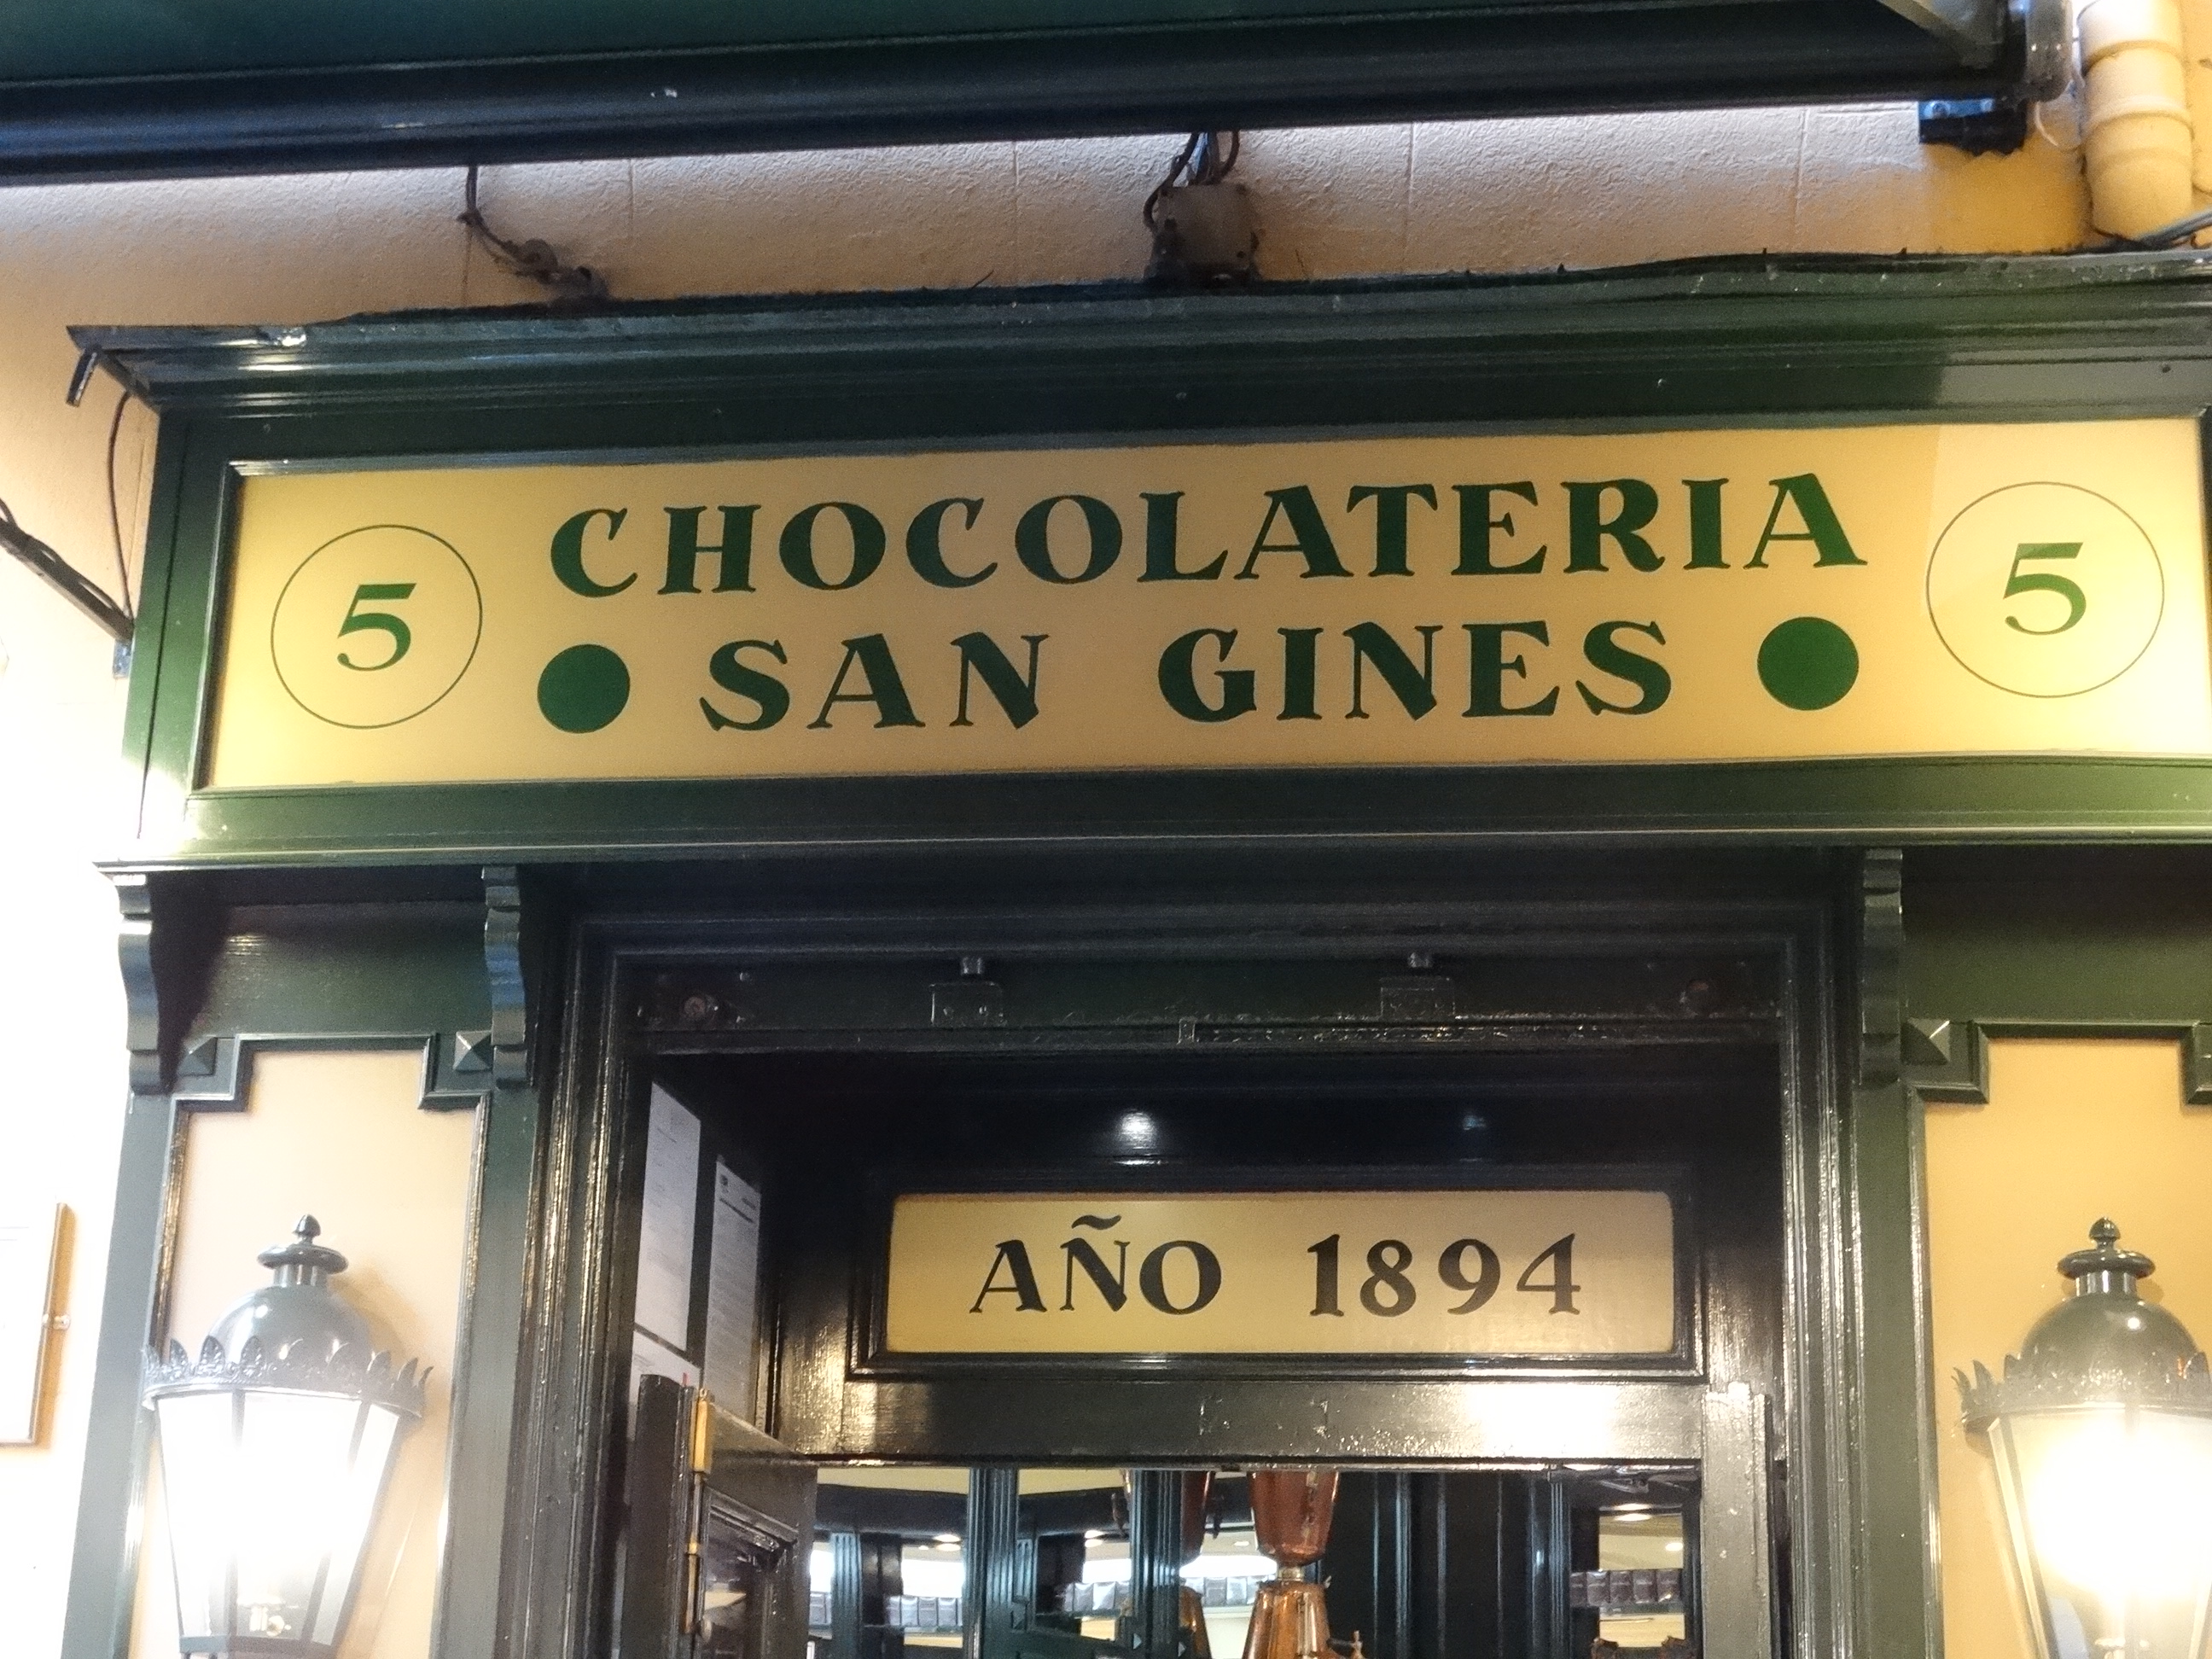 5 CHOCOLATERIA 5
SAN GINES
AÑO 1894